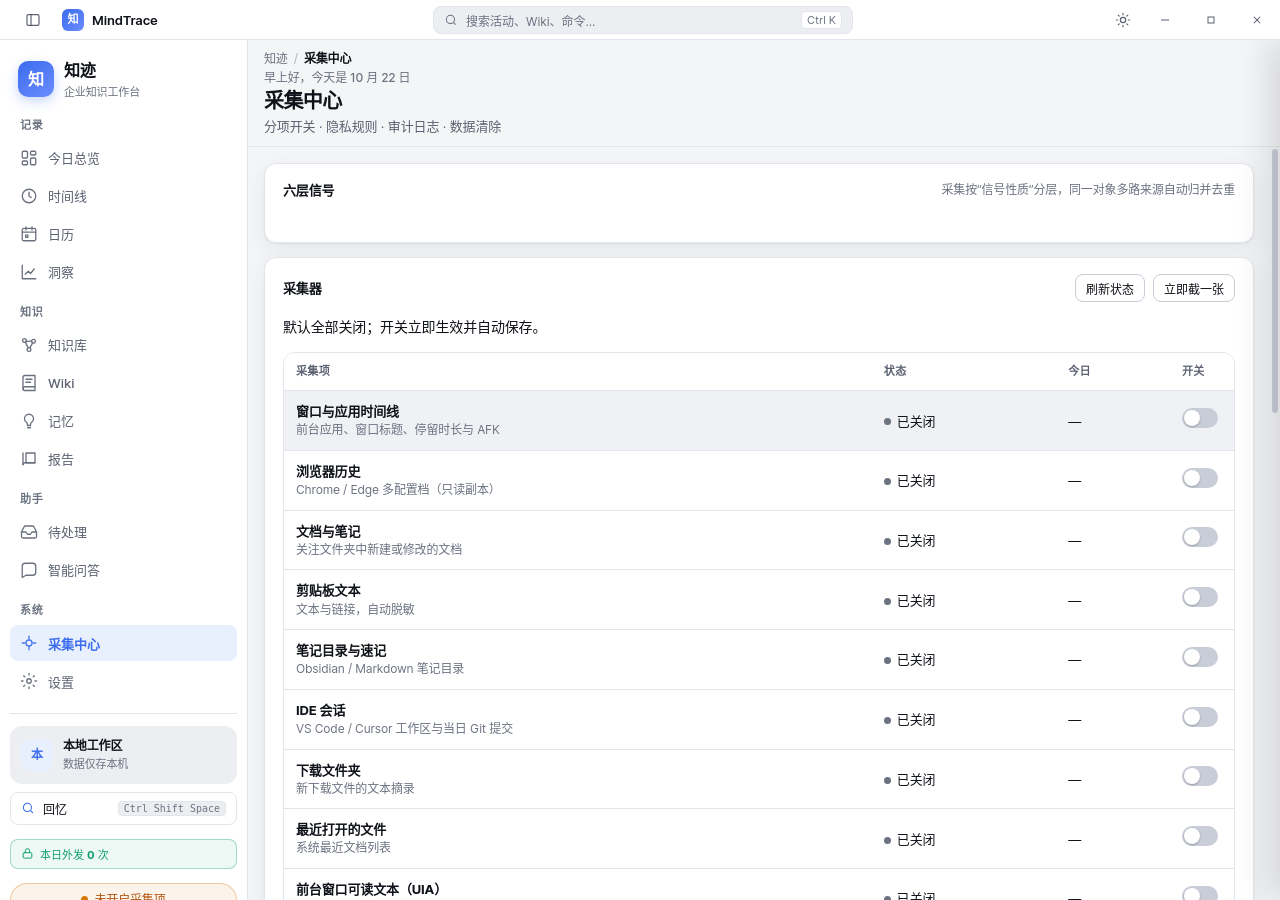 知 MindTrace
搜索活动、Wiki、命令... Ctrl K
知 知迹
企业知识工作台
记录
今日总览
时间线
日历
洞察
知识
知识库
Wiki
记忆
报告
助手
待处理
智能问答
系统
采集中心
设置
本 本地工作区
数据仅存本机
回忆 Ctrl Shift Space
本日外发 0 次
未开户采集项
知迹 / 采集中心
早上好，今天是 10 月 22 日
采集中心
分项开关 · 隐私规则 · 审计日志 · 数据清除
六层信号 采集按“信号性质”分层，同一对象多路来源自动归并去重
采集器 刷新状态 立即截一张
默认全部关闭；开关立即生效并自动保存。
采集项 状态 今日 开关
窗口与应用时间线
前台应用、窗口标题、停留时长与 AFK
已关闭 —
浏览器历史
Chrome / Edge 多配置档（只读副本）
已关闭 —
文档与笔记
关注文件夹中新建或修改的文档
已关闭 —
剪贴板文本
文本与链接，自动脱敏
已关闭 —
笔记目录与速记
Obsidian / Markdown 笔记目录
已关闭 —
IDE 会话
VS Code / Cursor 工作区与当日 Git 提交
已关闭 —
下载文件夹
新下载文件的文本摘录
已关闭 —
最近打开的文件
系统最近文档列表
已关闭 —
前台窗口可读文本（UIA）
已关闭 —